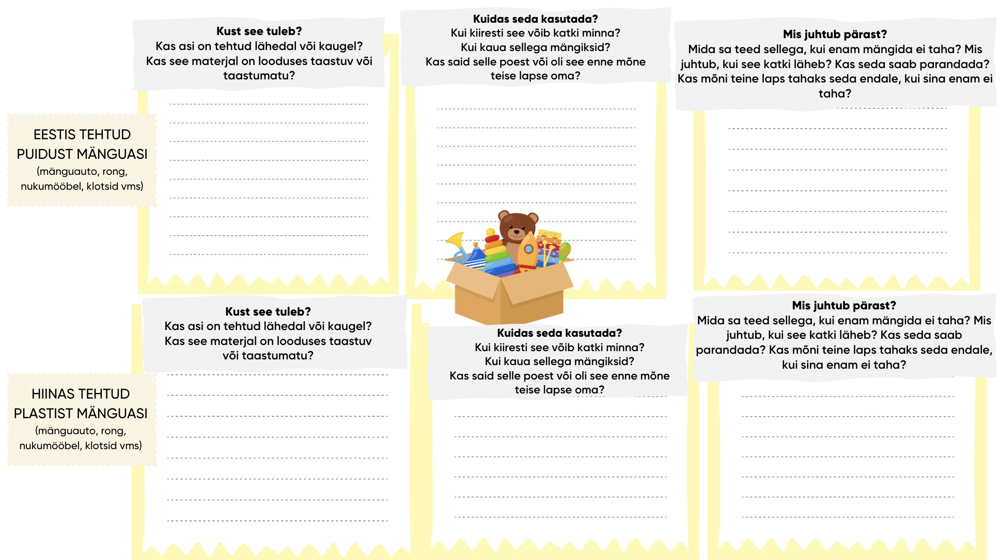 Kust see tuleb?
Kas asi on tehtud lähedal või kaugel?
Kas see materjal on looduses taastuv või
taastumatu?
Kuidas seda kasutada?
Kui kiiresti see võib katki minna?
Kui kaua sellega mängiksid?
Kas said selle poest või oli see enne mõne
teise lapse oma?
Mis juhtub pärast?
Mida sa teed sellega, kui enam mängida ei taha? Mis
juhtub, kui see katki läheb? Kas seda saab parandada?
Kas mõni teine laps tahaks seda endale, kui sina enam ei
taha?
EESTIS TEHTUD
PUIDUST MÄNGUASI
(mänguauto, rong,
nukumööbel, klotsid vms)
Kust see tuleb?
Kas asi on tehtud lähedal või kaugel?
Kas see materjal on looduses taastuv
või taastumatu?
Kuidas seda kasutada?
Kui kiiresti see võib katki minna?
Kui kaua sellega mängiksid?
Kas said selle poest või oli see enne mõne
teise lapse oma?
Mis juhtub pärast?
Mida sa teed sellega, kui enam mängida ei taha? Mis
juhtub, kui see katki läheb? Kas seda saab
parandada? Kas mõni teine laps tahaks seda endale,
kui sina enam ei taha?
HIINAS TEHTUD
PLASTIST MÄNGUASI
(mänguauto, rong,
nukumööbel, klotsid vms)